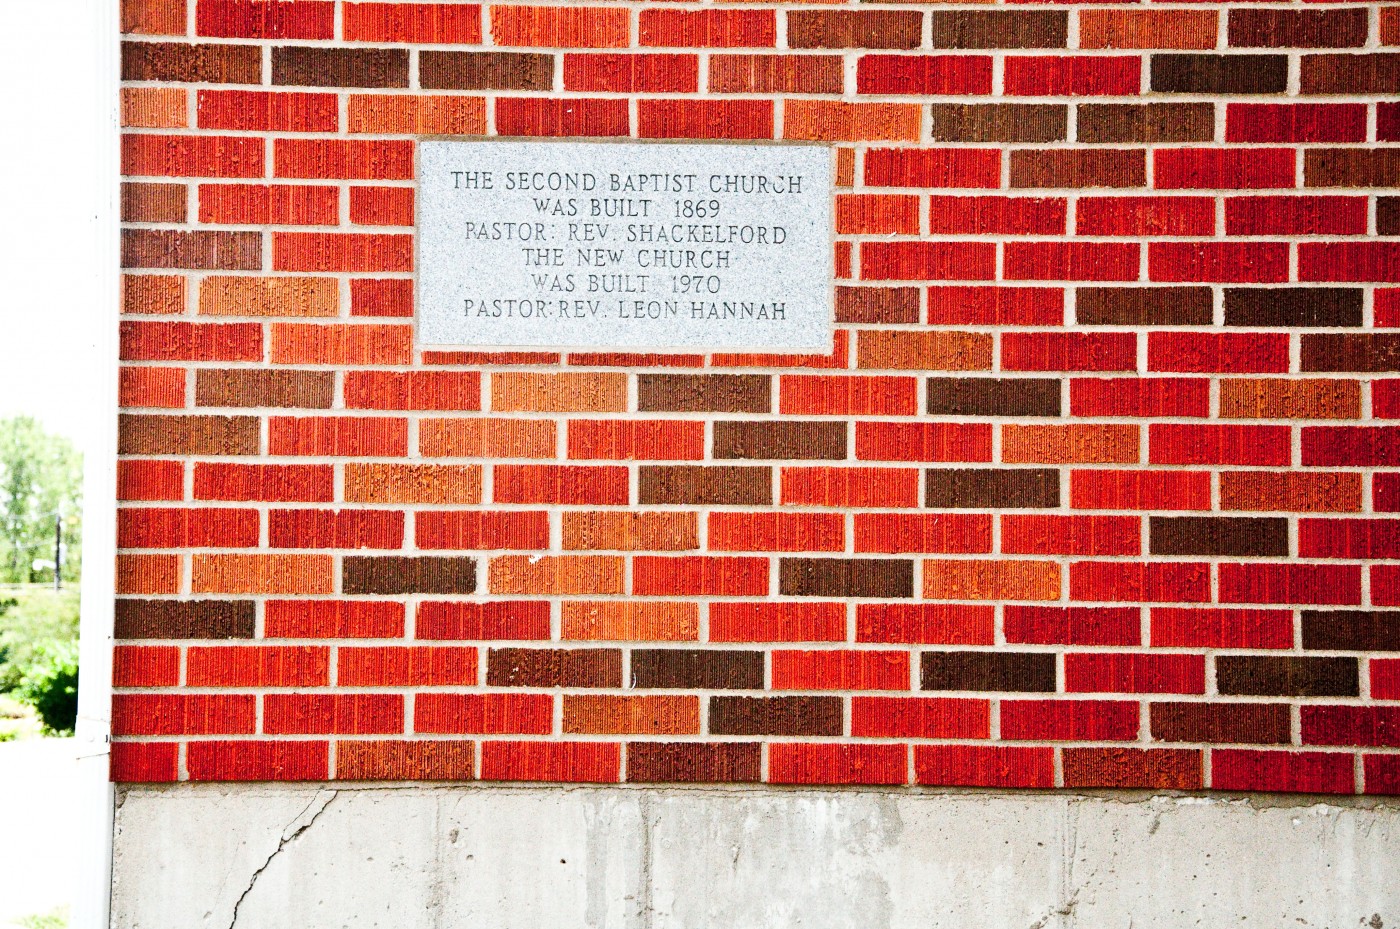 THE SECOND BAPTIST CHURCH
WAS BUILT 1869
PASTOR: REV. SHACKELFORD
THE NEW CHURCH
WAS BUILT 1970
PASTOR: REV. LEON HANNAH